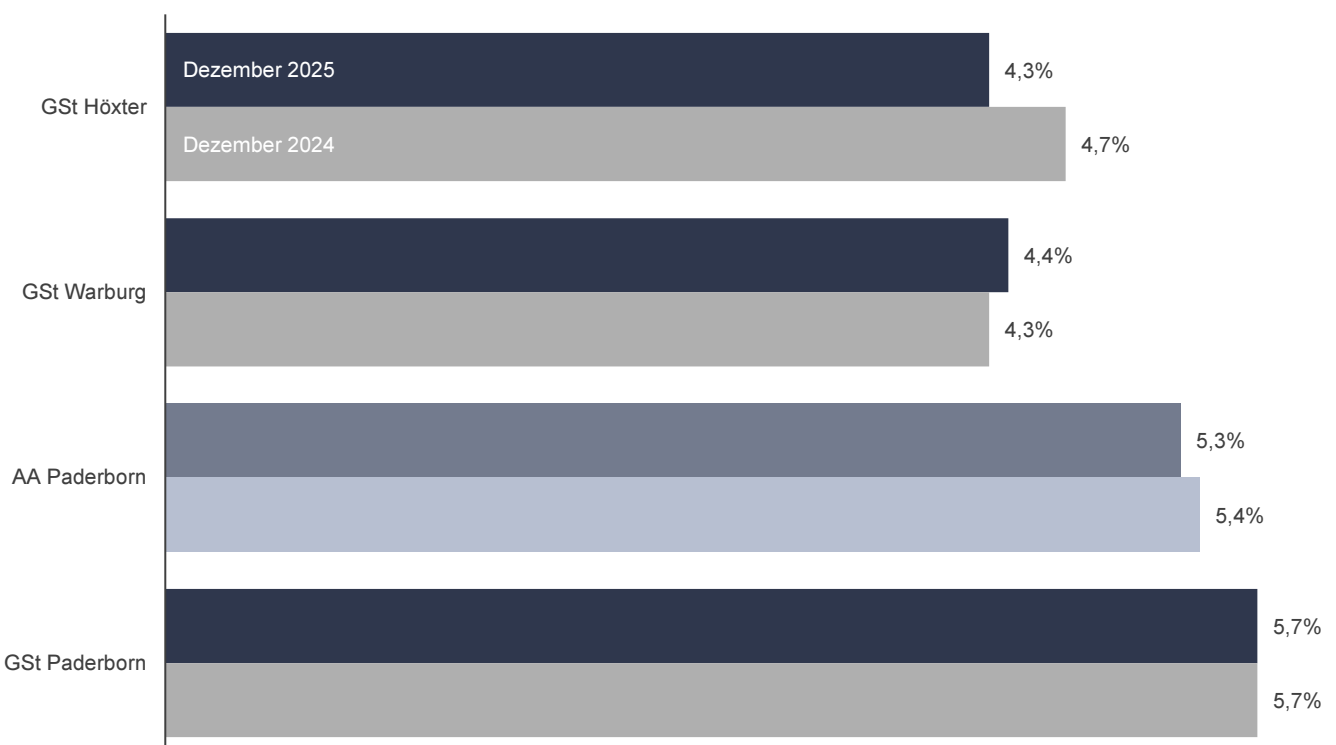 Dezember 2025
4,3%
GSt Höxter
Dezember 2024
4,7%
4,4%
GSt Warburg
4,3%
5,3%
AA Paderborn
5,4%
5,7%
GSt Paderborn
5,7%